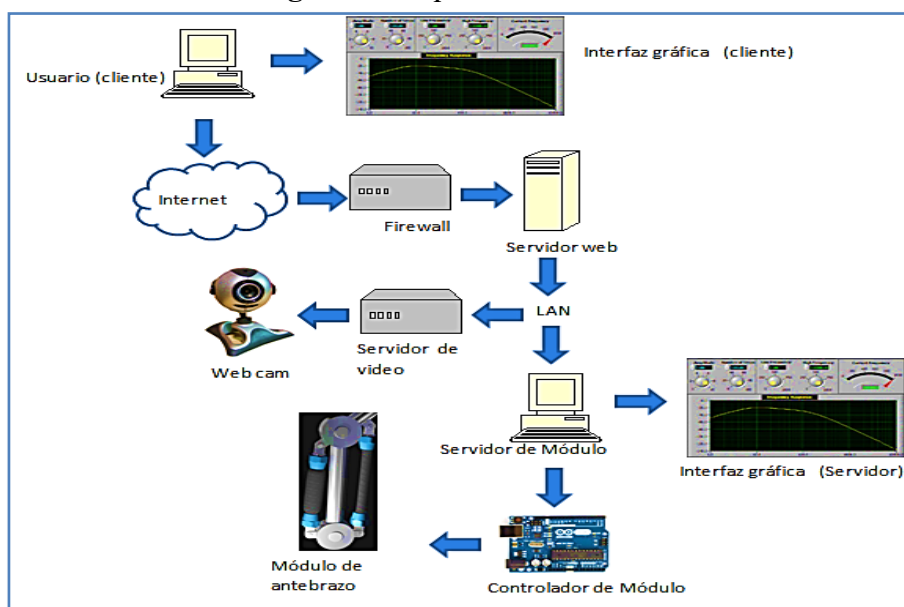 Usuario (cliente)
Interfaz gráfica (cliente)
Internet
Firewall
Servidor web
LAN
Servidor de
video
Web cam
Servidor de Módulo
Interfaz gráfica (Servidor)
Módulo de
antebrazo
Controlador de Módulo